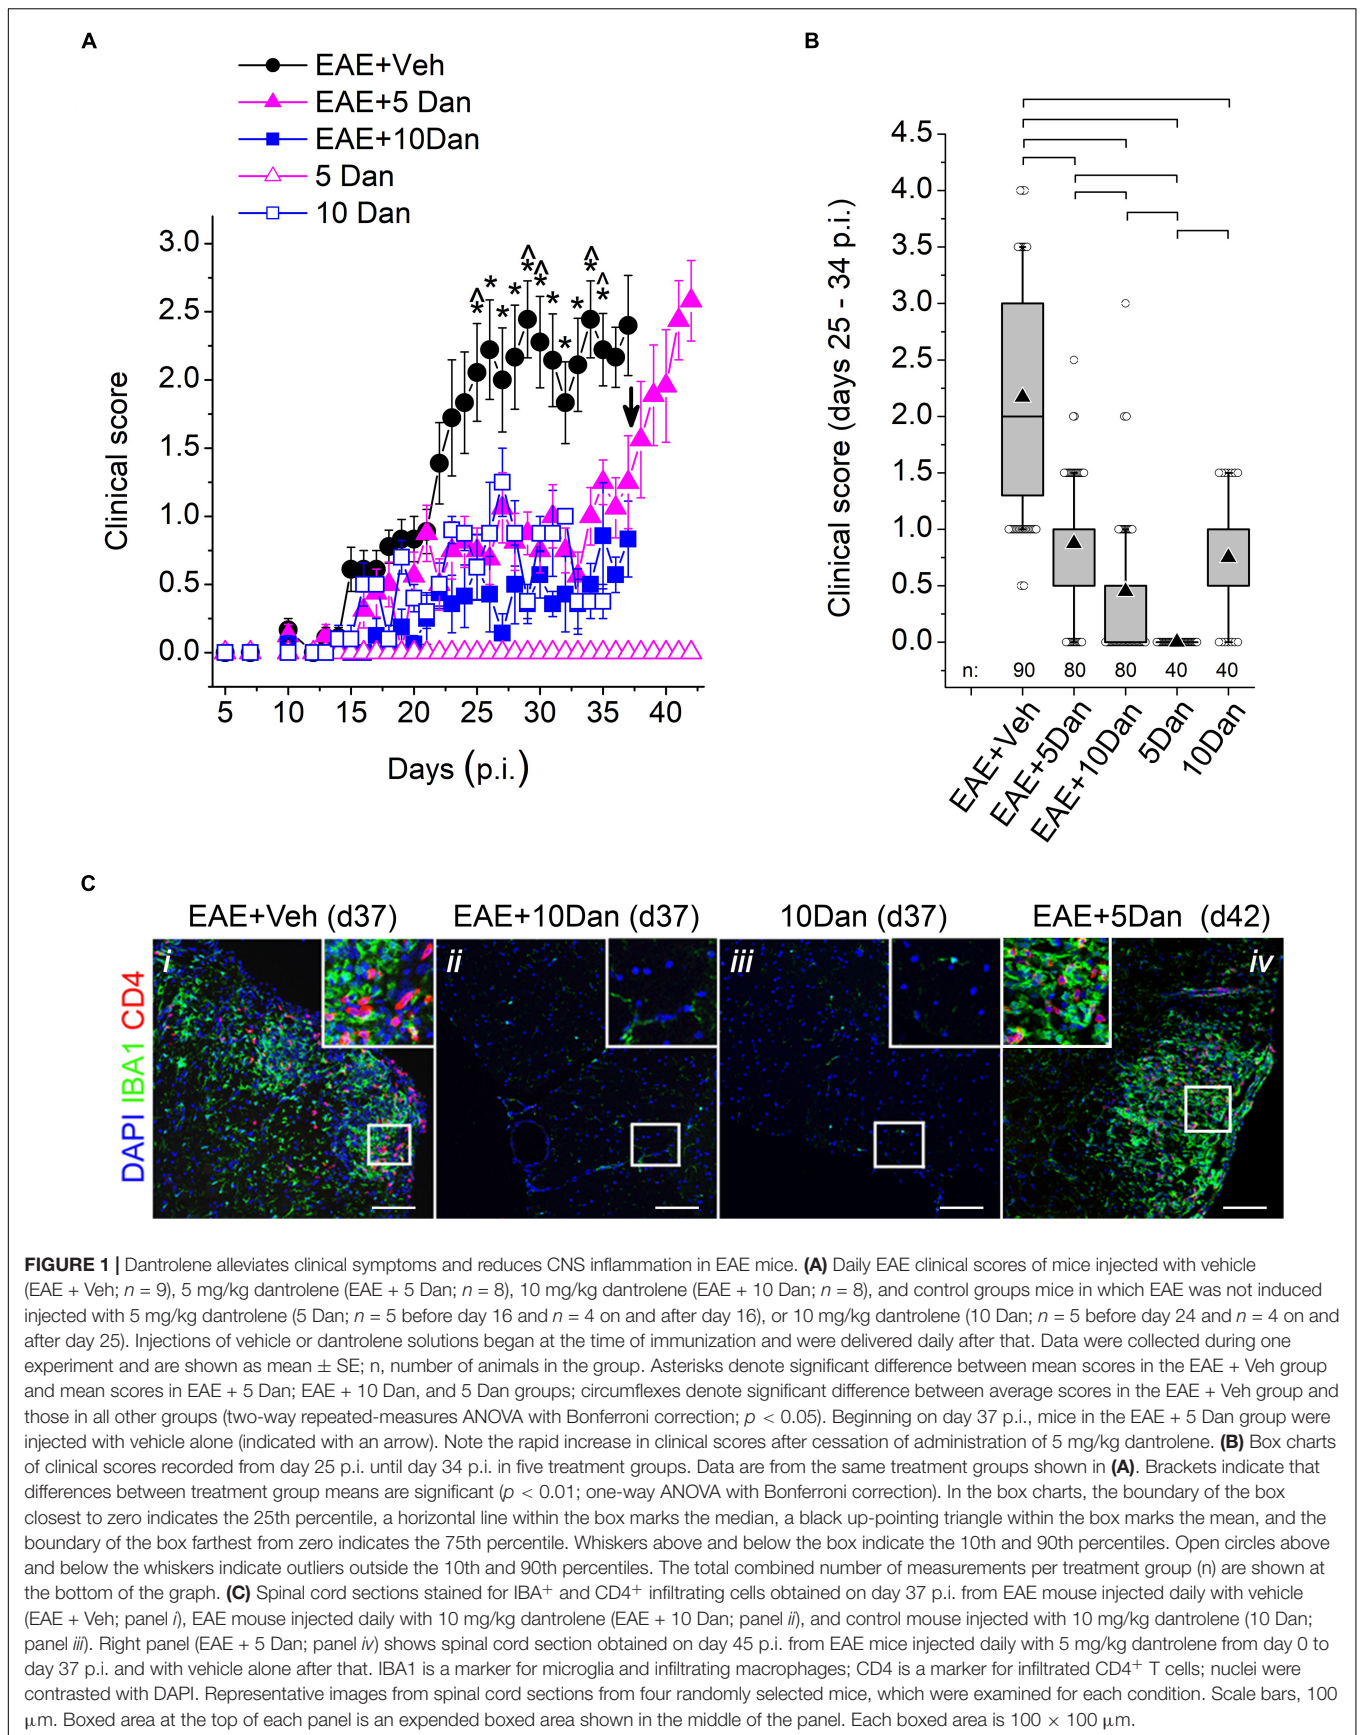 A
EAE+Veh
EAE+5 Dan
EAE+10Dan
5 Dan
10 Dan
Clinical score
3.0
2.5
2.0
1.5
1.0
0.5
0.0
^ ^ ^ ^ ^
* * * * * * * * * * *
5 10 15 20 25 30 35 40
Days (p.i.)
B
Clinical score (days 25 - 34 p.i.)
4.5
4.0
3.5
3.0
2.5
2.0
1.5
1.0
0.5
0.0
n: 90 80 80 40 40
EAE+Veh
EAE+5Dan
EAE+10Dan
5Dan
10Dan
C
EAE+Veh (d37) EAE+10Dan (d37) 10Dan (d37) EAE+5Dan (d42)
DAPI IBA1 CD4
i ii iii iv
FIGURE 1 | Dantrolene alleviates clinical symptoms and reduces CNS inflammation in EAE mice. (A) Daily EAE clinical scores of mice injected with vehicle
(EAE + Veh; n = 9), 5 mg/kg dantrolene (EAE + 5 Dan; n = 8), 10 mg/kg dantrolene (EAE + 10 Dan; n = 8), and control groups mice in which EAE was not induced
injected with 5 mg/kg dantrolene (5 Dan; n = 5 before day 16 and n = 4 on and after day 16), or 10 mg/kg dantrolene (10 Dan; n = 5 before day 24 and n = 4 on and
after day 25). Injections of vehicle or dantrolene solutions began at the time of immunization and were delivered daily after that. Data were collected during one
experiment and are shown as mean ± SE; n, number of animals in the group. Asterisks denote significant difference between mean scores in the EAE + Veh group
and mean scores in EAE + 5 Dan; EAE + 10 Dan, and 5 Dan groups; circumflexes denote significant difference between average scores in the EAE + Veh group and
those in all other groups (two-way repeated-measures ANOVA with Bonferroni correction; p < 0.05). Beginning on day 37 p.i., mice in the EAE + 5 Dan group were
injected with vehicle alone (indicated with an arrow). Note the rapid increase in clinical scores after cessation of administration of 5 mg/kg dantrolene. (B) Box charts
of clinical scores recorded from day 25 p.i. until day 34 p.i. in five treatment groups. Data are from the same treatment groups shown in (A). Brackets indicate that
differences between treatment group means are significant (p < 0.01; one-way ANOVA with Bonferroni correction). In the box charts, the boundary of the box
closest to zero indicates the 25th percentile, a horizontal line within the box marks the median, a black up-pointing triangle within the box marks the mean, and the
boundary of the box farthest from zero indicates the 75th percentile. Whiskers above and below the box indicate the 10th and 90th percentiles. Open circles above
and below the whiskers indicate outliers outside the 10th and 90th percentiles. The total combined number of measurements per treatment group (n) are shown at
the bottom of the graph. (C) Spinal cord sections stained for IBA⁺ and CD4⁺ infiltrating cells obtained on day 37 p.i. from EAE mouse injected daily with vehicle
(EAE + Veh; panel i), EAE mouse injected daily with 10 mg/kg dantrolene (EAE + 10 Dan; panel ii), and control mouse injected with 10 mg/kg dantrolene (10 Dan;
panel iii). Right panel (EAE + 5 Dan; panel iv) shows spinal cord section obtained on day 45 p.i. from EAE mice injected daily with 5 mg/kg dantrolene from day 0 to
day 37 p.i. and with vehicle alone after that. IBA1 is a marker for microglia and infiltrating macrophages; CD4 is a marker for infiltrated CD4⁺ T cells; nuclei were
contrasted with DAPI. Representative images from spinal cord sections from four randomly selected mice, which were examined for each condition. Scale bars, 100
μm. Boxed area at the top of each panel is an expended boxed area shown in the middle of the panel. Each boxed area is 100 × 100 μm.